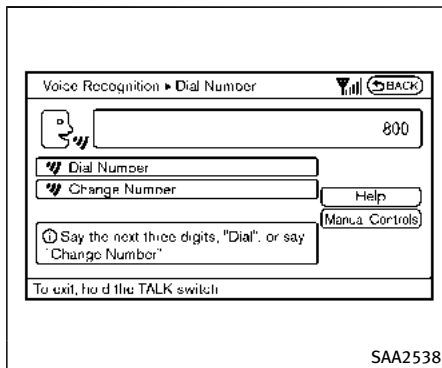 Voice Recognition ▸ Dial Number
BACK
800
Dial Number
Change Number
Help
Manual Controls
Say the next three digits, "Dial". or say
"Change Number"
To exit, hold the TALK switch
SAA2538